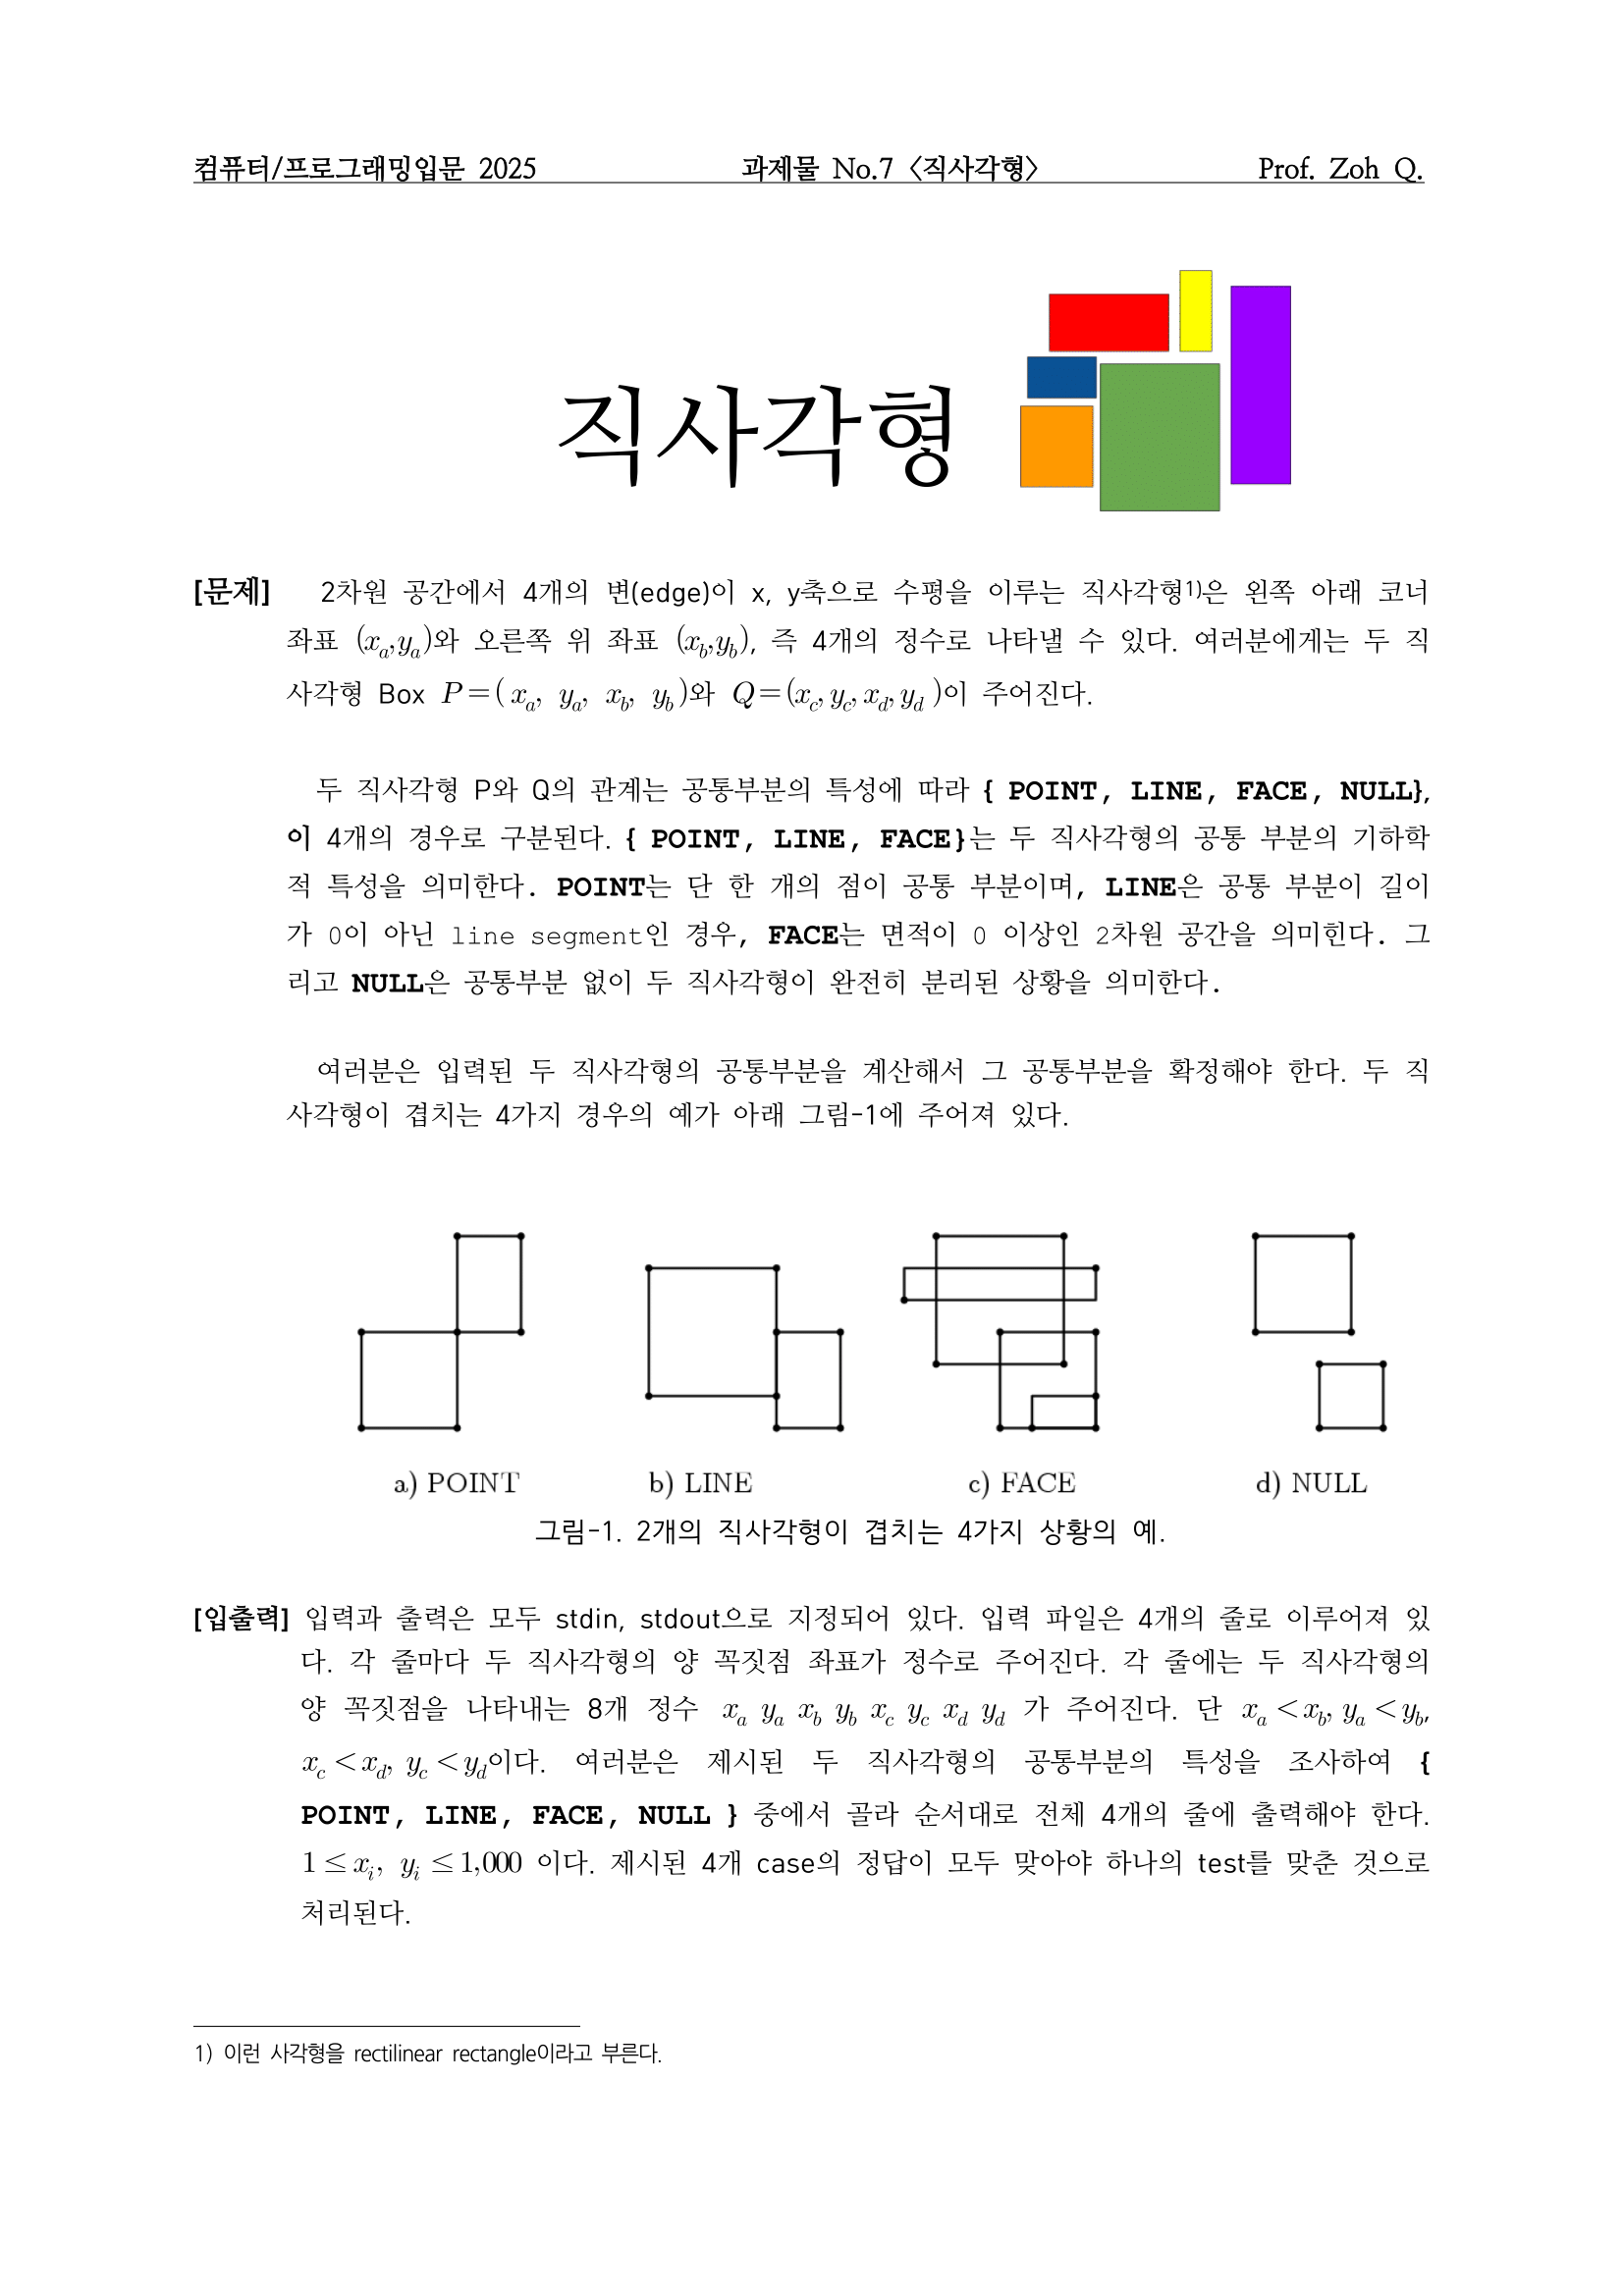 컴퓨터/프로그래밍입문 2025 과제물 No.7 <직사각형> Prof. Zoh Q.
직사각형
[문제] 2차원 공간에서 4개의 변(edge)이 x, y축으로 수평을 이루는 직사각형1)은 왼쪽 아래 코너
좌표 (x_a,y_a)와 오른쪽 위 좌표 (x_b,y_b), 즉 4개의 정수로 나타낼 수 있다. 여러분에게는 두 직
사각형 Box P=( x_a, y_a, x_b, y_b)와 Q=(x_c, y_c, x_d, y_d )이 주어진다.
두 직사각형 P와 Q의 관계는 공통부분의 특성에 따라 { POINT, LINE, FACE, NULL},
이 4개의 경우로 구분된다. { POINT, LINE, FACE}는 두 직사각형의 공통 부분의 기하학
적 특성을 의미한다. POINT는 단 한 개의 점이 공통 부분이며, LINE은 공통 부분이 길이
가 0이 아닌 line segment인 경우, FACE는 면적이 0 이상인 2차원 공간을 의미힌다. 그
리고 NULL은 공통부분 없이 두 직사각형이 완전히 분리된 상황을 의미한다.
여러분은 입력된 두 직사각형의 공통부분을 계산해서 그 공통부분을 확정해야 한다. 두 직
사각형이 겹치는 4가지 경우의 예가 아래 그림-1에 주어져 있다.
a) POINT b) LINE c) FACE d) NULL
그림-1. 2개의 직사각형이 겹치는 4가지 상황의 예.
[입출력] 입력과 출력은 모두 stdin, stdout으로 지정되어 있다. 입력 파일은 4개의 줄로 이루어져 있
다. 각 줄마다 두 직사각형의 양 꼭짓점 좌표가 정수로 주어진다. 각 줄에는 두 직사각형의
양 꼭짓점을 나타내는 8개 정수 x_a y_a x_b y_b x_c y_c x_d y_d 가 주어진다. 단 x_a < x_b, y_a < y_b,
x_c < x_d, y_c < y_d이다. 여러분은 제시된 두 직사각형의 공통부분의 특성을 조사하여 {
POINT, LINE, FACE, NULL } 중에서 골라 순서대로 전체 4개의 줄에 출력해야 한다.
1 ≤ x_i, y_i ≤ 1,000 이다. 제시된 4개 case의 정답이 모두 맞아야 하나의 test를 맞춘 것으로
처리된다.
1) 이런 사각형을 rectilinear rectangle이라고 부른다.